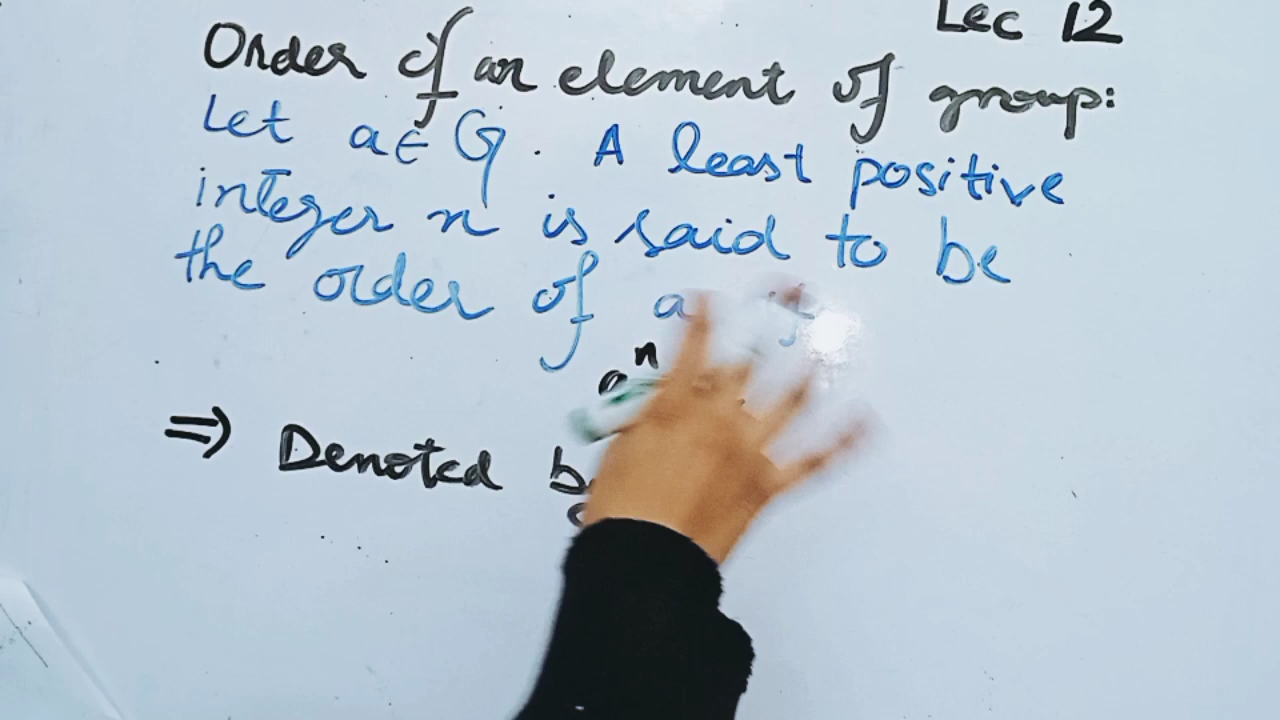 Lec 12
Order of an element of group:
Let a ∈ G. A least positive
integer n is said to be
the order of a
aⁿ
⇒ Denoted